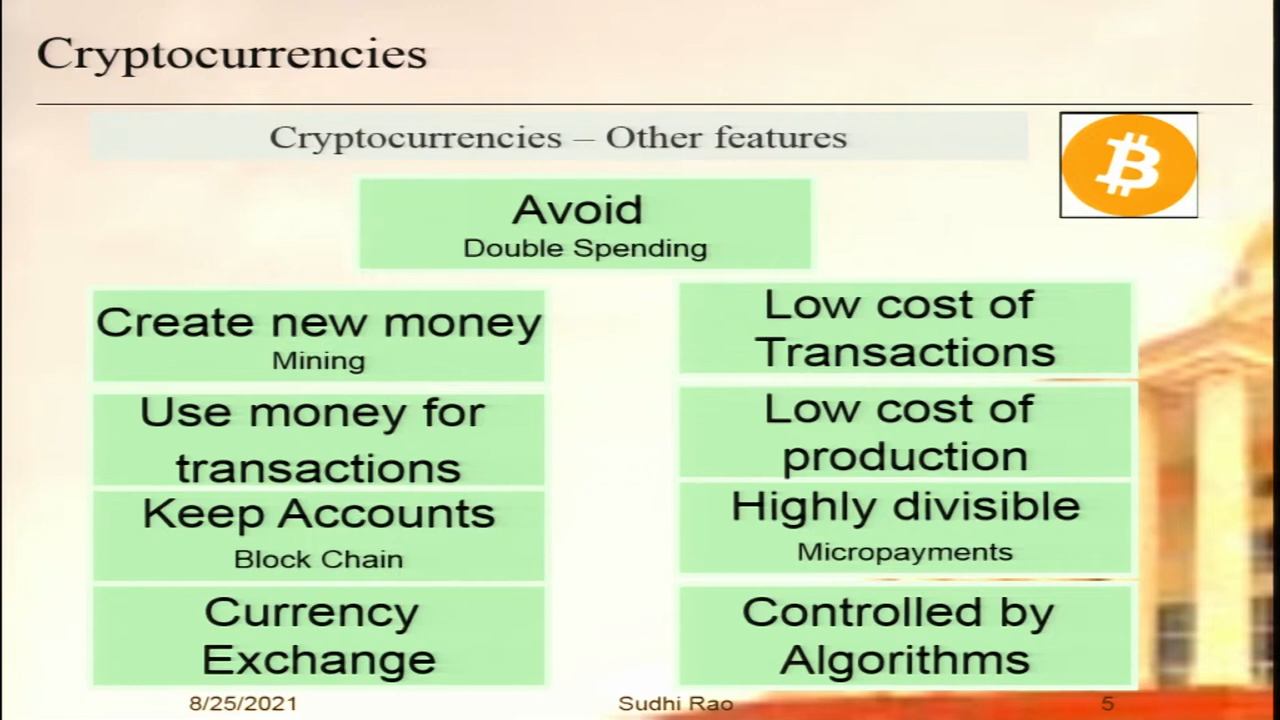 Cryptocurrencies
Cryptocurrencies – Other features
Avoid
Double Spending
Create new money
Mining
Use money for
transactions
Keep Accounts
Block Chain
Currency
Exchange
Low cost of
Transactions
Low cost of
production
Highly divisible
Micropayments
Controlled by
Algorithms
8/25/2021
Sudhi Rao
5